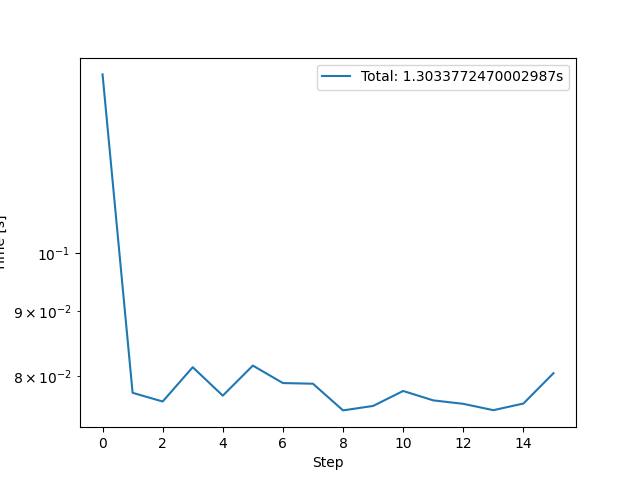 Total: 1.3033772470002987s
10⁻¹
9 × 10⁻²
8 × 10⁻²
0 2 4 6 8 10 12 14
Step
[s]